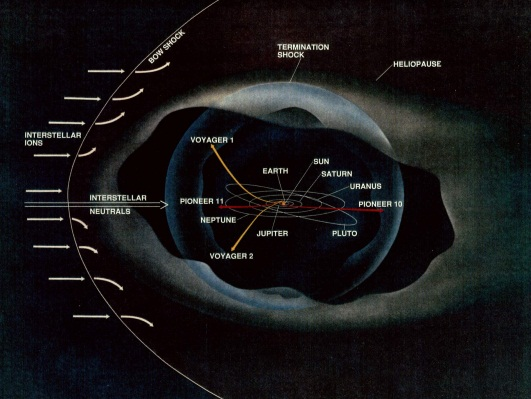 BOW SHOCK
TERMINATION
SHOCK
HELIOPAUSE
INTERSTELLAR
IONS
VOYAGER 1
SUN
EARTH
SATURN
URANUS
INTERSTELLAR
NEUTRALS
PIONEER 11
PIONEER 10
NEPTUNE
JUPITER
PLUTO
VOYAGER 2